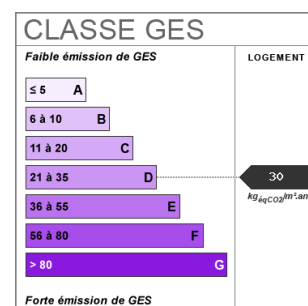 CLASSE GES
Faible émission de GES
LOGEMENT
≤ 5 A
6 à 10 B
11 à 20 C
21 à 35 D
30
kgéqCO2/m².an
36 à 55 E
56 à 80 F
> 80 G
Forte émission de GES